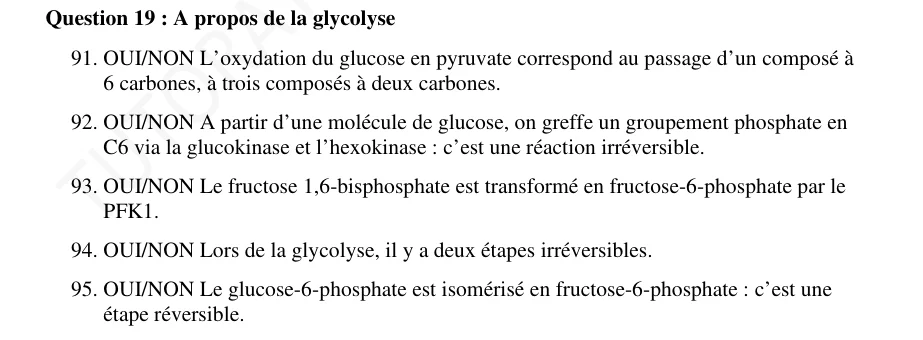 Question 19 : A propos de la glycolyse
91. OUI/NON L'oxydation du glucose en pyruvate correspond au passage d'un composé à
6 carbones, à trois composés à deux carbones.
92. OUI/NON A partir d'une molécule de glucose, on greffe un groupement phosphate en
C6 via la glucokinase et l'hexokinase : c'est une réaction irréversible.
93. OUI/NON Le fructose 1,6-bisphosphate est transformé en fructose-6-phosphate par le
PFK1.
94. OUI/NON Lors de la glycolyse, il y a deux étapes irréversibles.
95. OUI/NON Le glucose-6-phosphate est isomérisé en fructose-6-phosphate : c'est une
étape réversible.